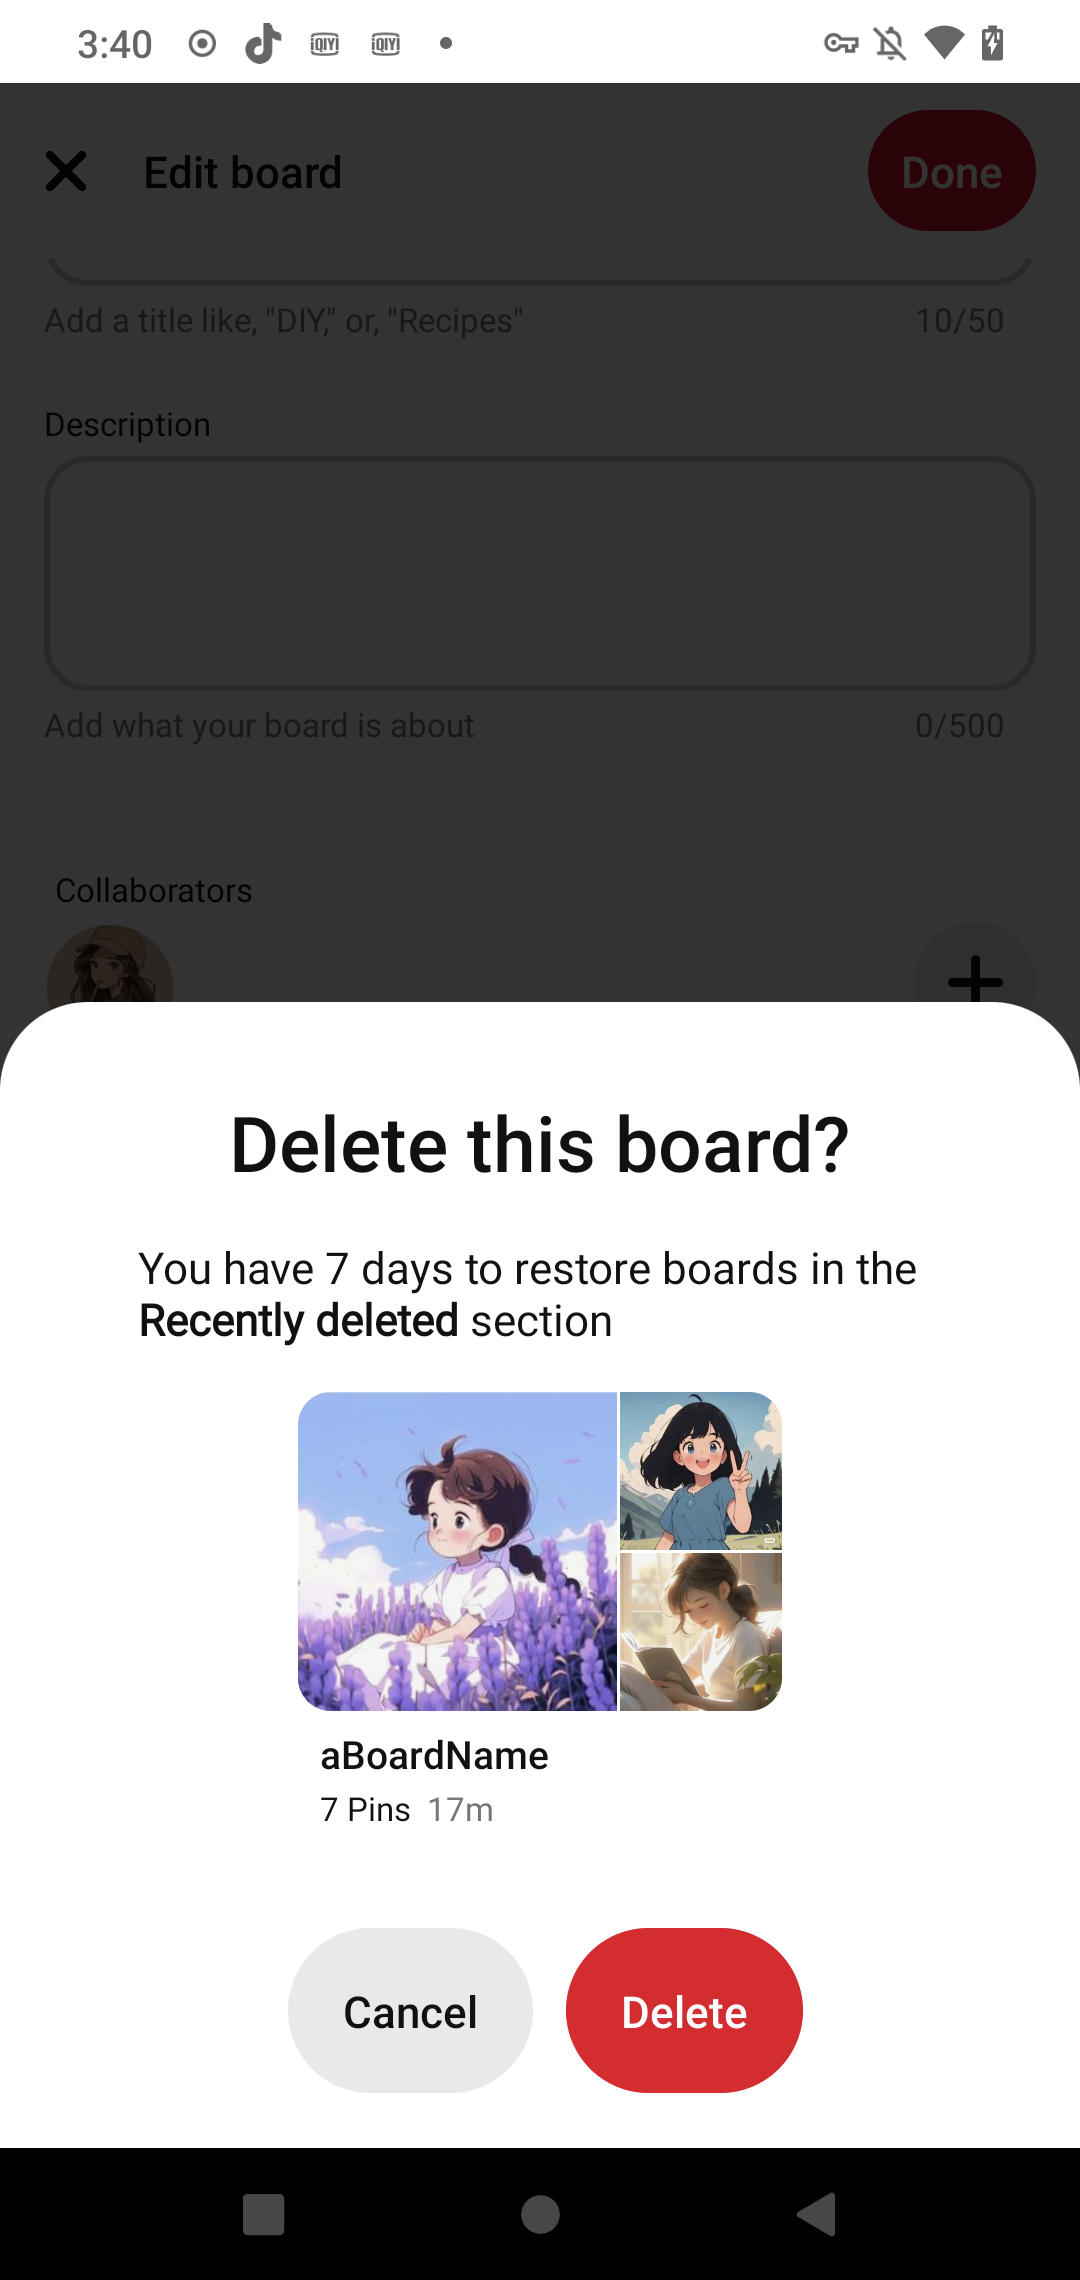 3:40
iQIYI iQIYI
Edit board
Done
Add a title like, "DIY," or, "Recipes"
10/50
Description
Add what your board is about
0/500
Collaborators
Delete this board?
You have 7 days to restore boards in the
Recently deleted section
aBoardName
7 Pins 17m
Cancel
Delete